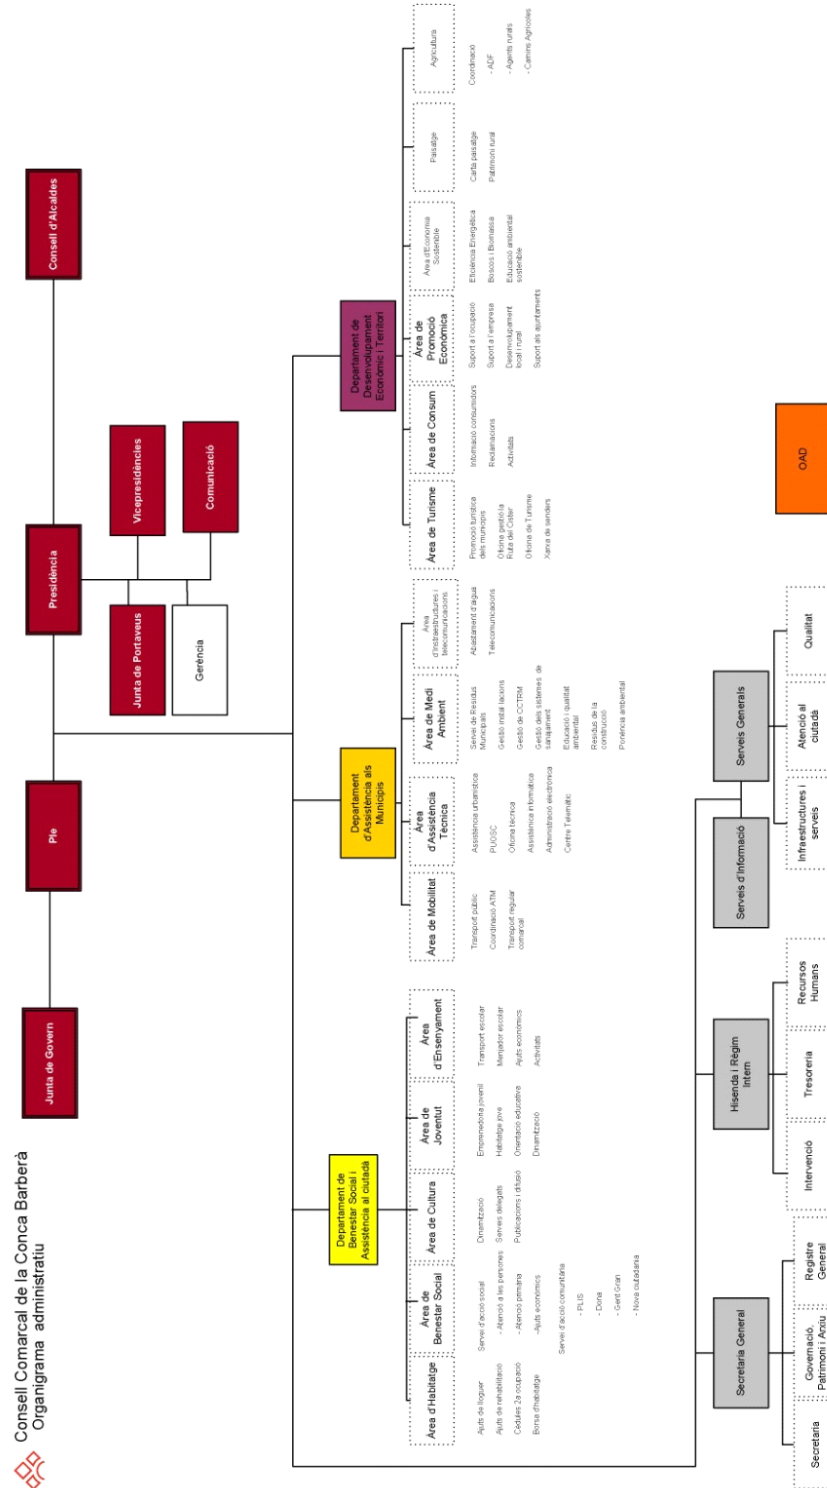 Consell Comarcal de la Conca Barberà
Organigrama administratiu
Junta de Govern
Ple
Presidència
Consell d'Alcaldes
Junta de Portaveus
Vicepresidències
Gerència
Comunicació
Departament de
Benestar Social i
Assistència al ciutadà
Departament
d'Assistència als
Municipis
Departament de
Desenvolupament
Econòmic i Territori
Àrea d'Habitatge
Ajuts de lloguer
Ajuts de rehabilitació
Cèdules 2a ocupació
Borsa d'habitatge
Àrea de
Benestar Social
Servei d'acció social
- Atenció a les persones
- Atenció primària
-Ajuts econòmics
Servei d'acció comunitària
- PLIS
- Dona
- Gent Gran
- Nova ciutadania
Àrea de Cultura
Dinamització
Serveis delegats
Publicacions i difusió
Àrea de
Joventut
Emprenedoria jovenil
Habitatge jove
Orientació educativa
Dinamització
Àrea
d'Ensenyament
Transport escolar
Menjador escolar
Ajuts econòmics
Activitats
Àrea de Mobilitat
Transport públic
Coordinació ATM
Transport regular
comarcal
Àrea
d'Assistència
Tècnica
Assistència urbanística
PUOSC
Oficina tècnica
Assistència informàtica
Administració electrònica
Centre Telemàtic
Àrea de Medi
Ambient
Servei de Residus
Municipals
Gestió instal·lacions
Gestió de CCTRM
Gestió dels sistemes de
sanejament
Educació i qualitat
ambiental
Residus de la
construcció
Ponència ambiental
Àrea
d'Infraestructures i
telecomunicacions
Abastament d'aigua
Telecomunicacions
Àrea de Turisme
Promoció turística
dels municipis
Oficina gestió la
Ruta del Cister
Oficina de Turisme
Xarxa de senders
Àrea de Consum
Informació consumidors
Reclamacions
Activitats
Àrea de
Promoció
Econòmica
Suport a l'ocupació
Suport a l'empresa
Desenvolupament
local i rural
Suport als ajuntaments
Àrea d'Economia
Sostenible
Eficiència Energètica
Boscos i Biomassa
Educació ambiental
sostenible
Paisatge
Carta paisatge
Patrimoni rural
Agricultura
Coordinació
- ADF
- Agents rurals
- Camins Agrícoles
Secretaria General
Hisenda i Règim
Intern
Serveis d'Informació
Serveis Generals
OAD
Secretaria
Governació,
Patrimoni i Arxiu
Registre
General
Intervenció
Tresoreria
Recursos
Humans
Infraestructures i
serveis
Atenció al
ciutadà
Qualitat